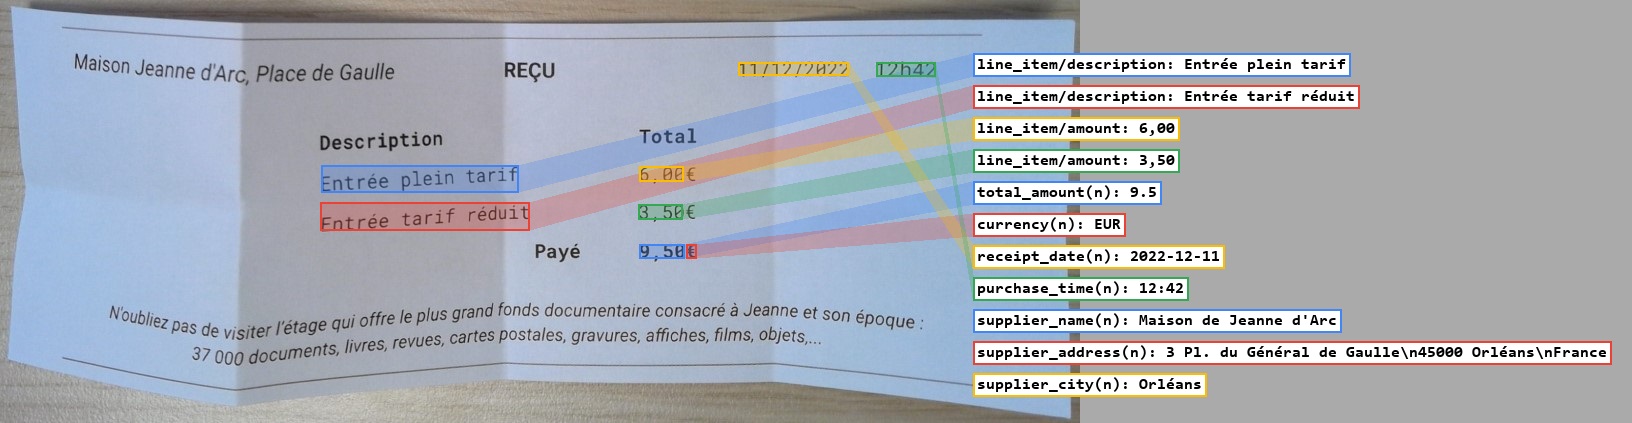 Maison Jeanne d'Arc, Place de Gaulle REÇU 11/12/2022 12h42
Description Total
Entrée plein tarif 6,00€
Entrée tarif réduit 3,50€
Payé 9,50€
N'oubliez pas de visiter l'étage qui offre le plus grand fonds documentaire consacré à Jeanne et son époque :
37 000 documents, livres, revues, cartes postales, gravures, affiches, films, objets,...
line_item/description: Entrée plein tarif
line_item/description: Entrée tarif réduit
line_item/amount: 6,00
line_item/amount: 3,50
total_amount(n): 9.5
currency(n): EUR
receipt_date(n): 2022-12-11
purchase_time(n): 12:42
supplier_name(n): Maison de Jeanne d'Arc
supplier_address(n): 3 Pl. du Général de Gaulle\n45000 Orléans\nFrance
supplier_city(n): Orléans